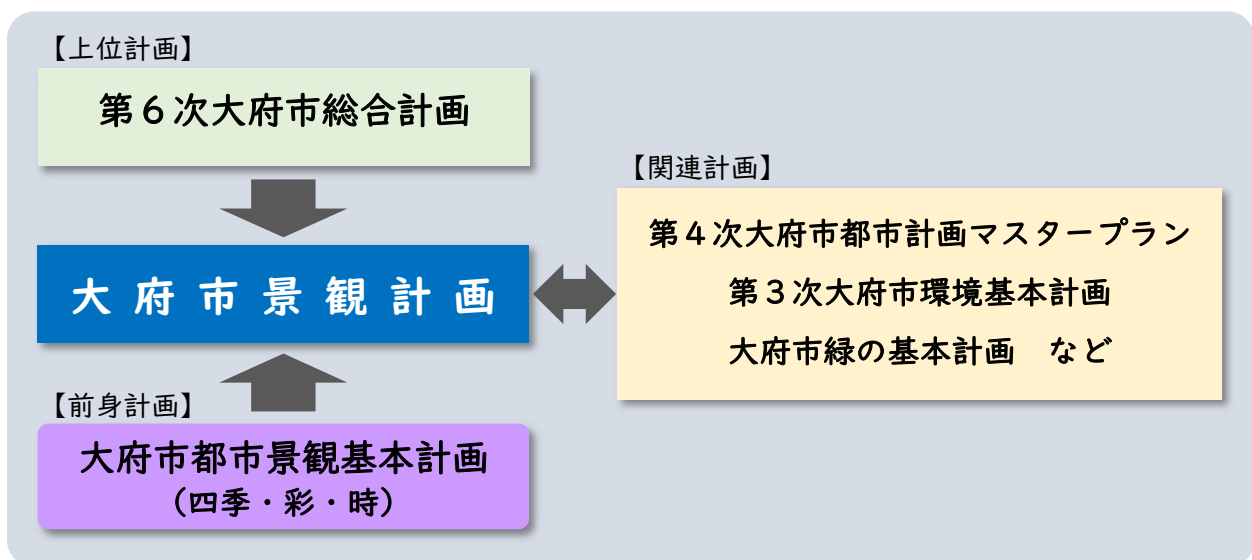 【上位計画】
第6次大府市総合計画
【関連計画】
第4次大府市都市計画マスタープラン
第3次大府市環境基本計画
大府市緑の基本計画　など
大府市景観計画
【前身計画】
大府市都市景観基本計画
（四季・彩・時）